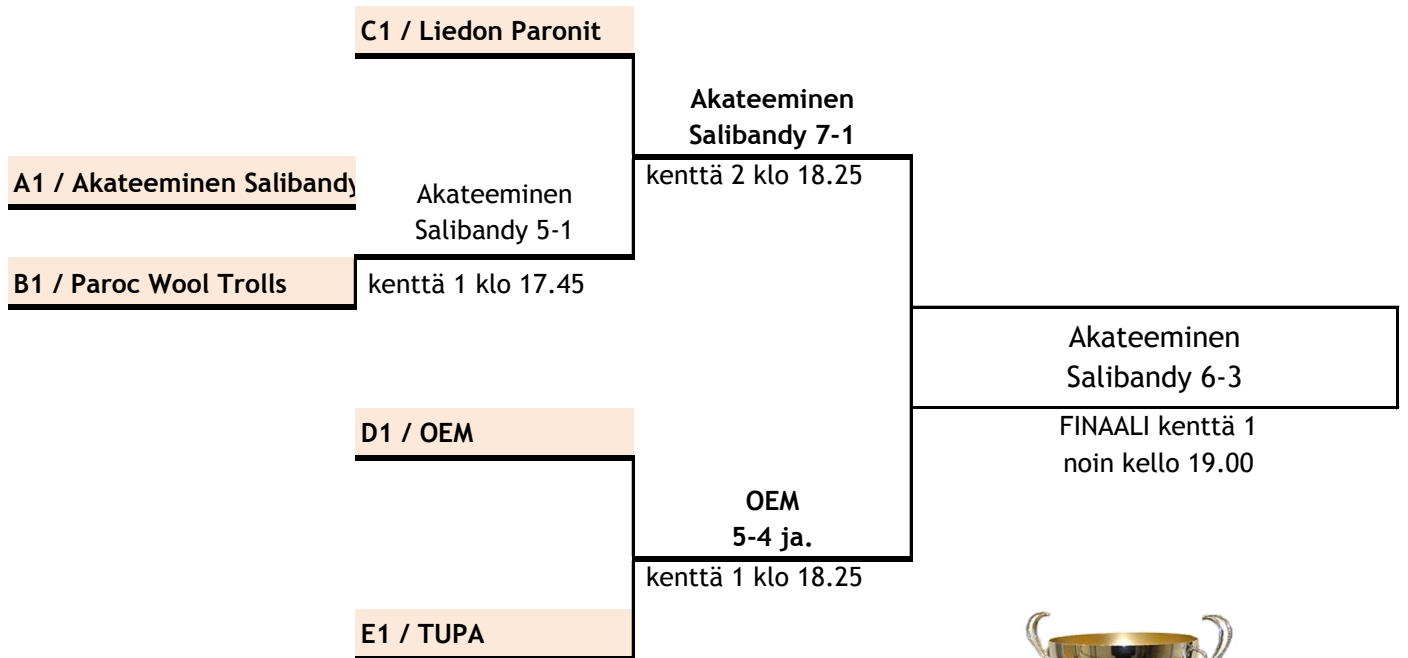 C1 / Liedon Paronit
Akateeminen
Salibandy 7-1
kenttä 2 klo 18.25
A1 / Akateeminen Salibandy
Akateeminen
Salibandy 5-1
B1 / Paroc Wool Trolls
kenttä 1 klo 17.45
Akateeminen
Salibandy 6-3
D1 / OEM
FINAALI kenttä 1
noin kello 19.00
OEM
5-4 ja.
kenttä 1 klo 18.25
E1 / TUPA